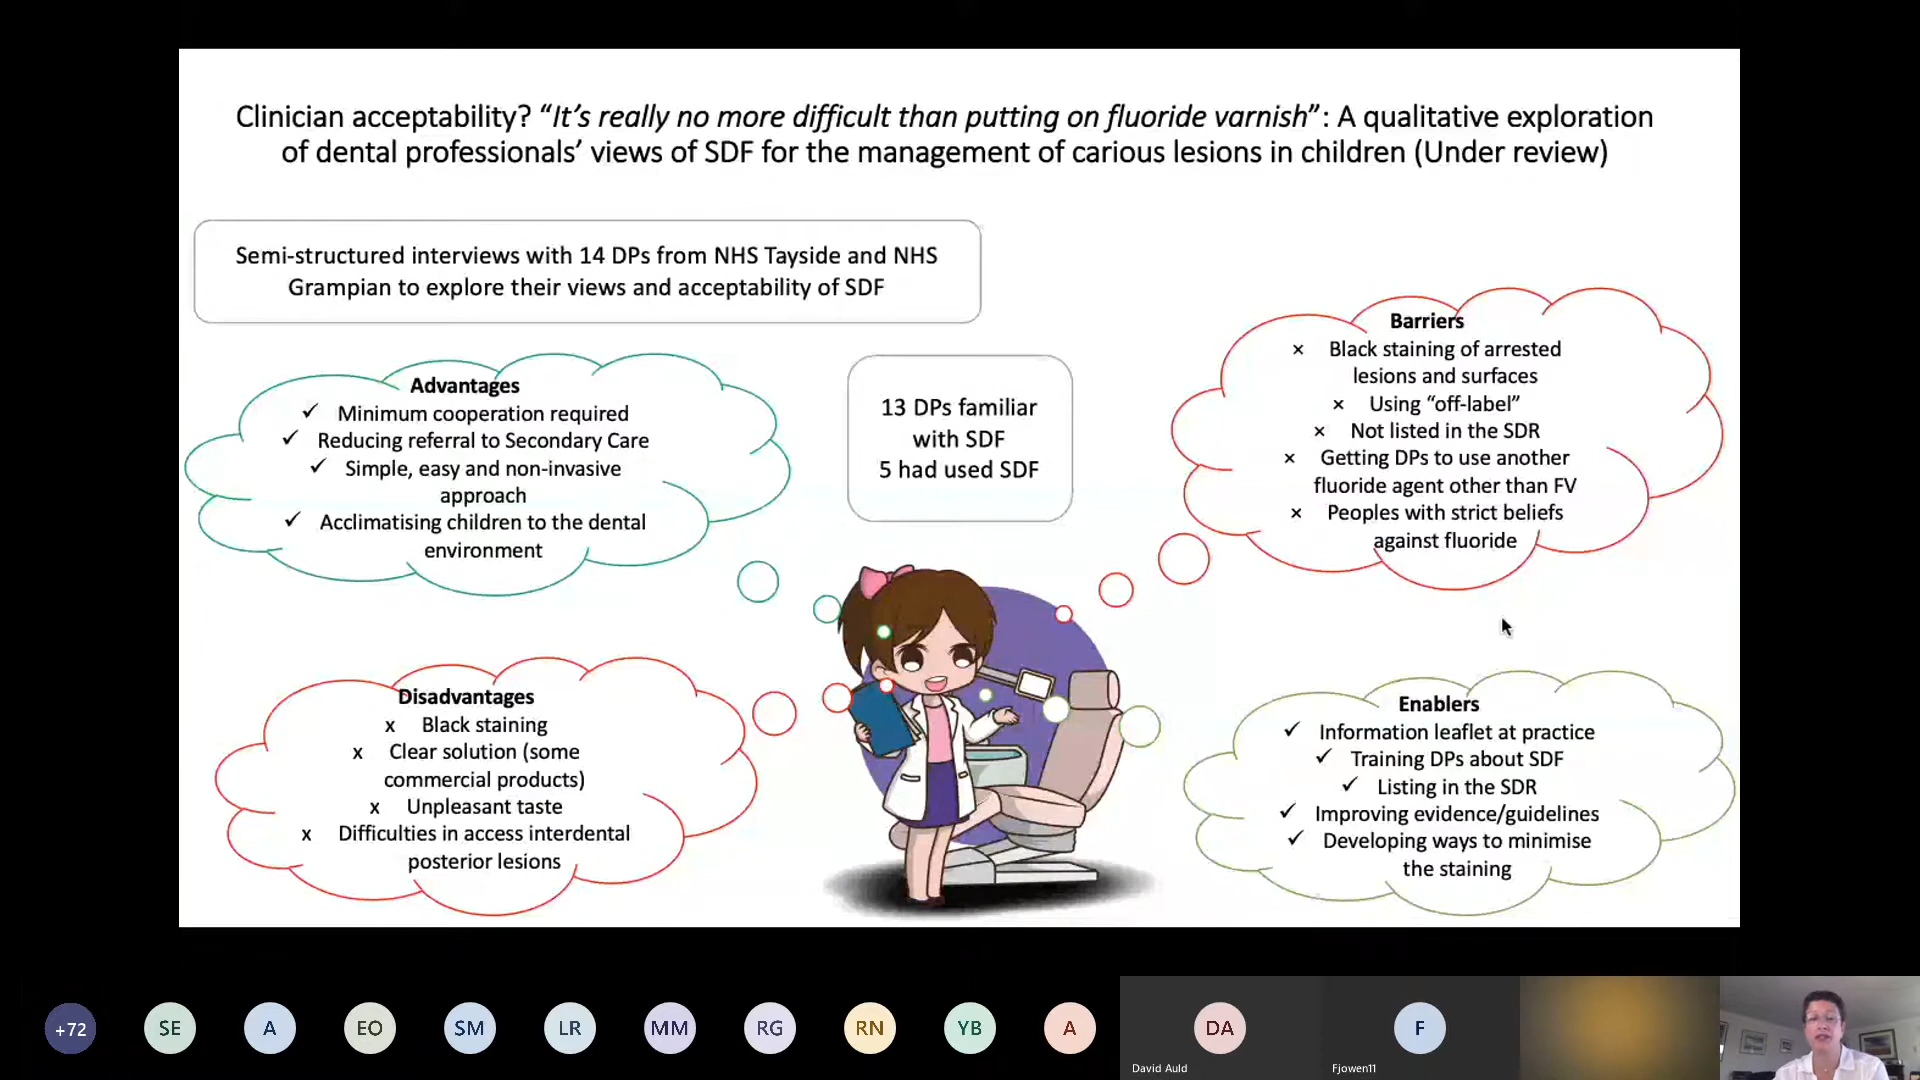 Clinician acceptability? “It’s really no more difficult than putting on fluoride varnish”: A qualitative exploration
of dental professionals’ views of SDF for the management of carious lesions in children (Under review)
Semi-structured interviews with 14 DPs from NHS Tayside and NHS
Grampian to explore their views and acceptability of SDF
Advantages
✓ Minimum cooperation required
✓ Reducing referral to Secondary Care
✓ Simple, easy and non-invasive
approach
✓ Acclimatising children to the dental
environment
13 DPs familiar
with SDF
5 had used SDF
Barriers
× Black staining of arrested
lesions and surfaces
× Using “off-label”
× Not listed in the SDR
× Getting DPs to use another
fluoride agent other than FV
× Peoples with strict beliefs
against fluoride
Disadvantages
x Black staining
x Clear solution (some
commercial products)
x Unpleasant taste
x Difficulties in access interdental
posterior lesions
Enablers
✓ Information leaflet at practice
✓ Training DPs about SDF
✓ Listing in the SDR
✓ Improving evidence/guidelines
✓ Developing ways to minimise
the staining
+72 SE A EO SM LR MM RG RN YB A DA F
David Auld Fjowen11